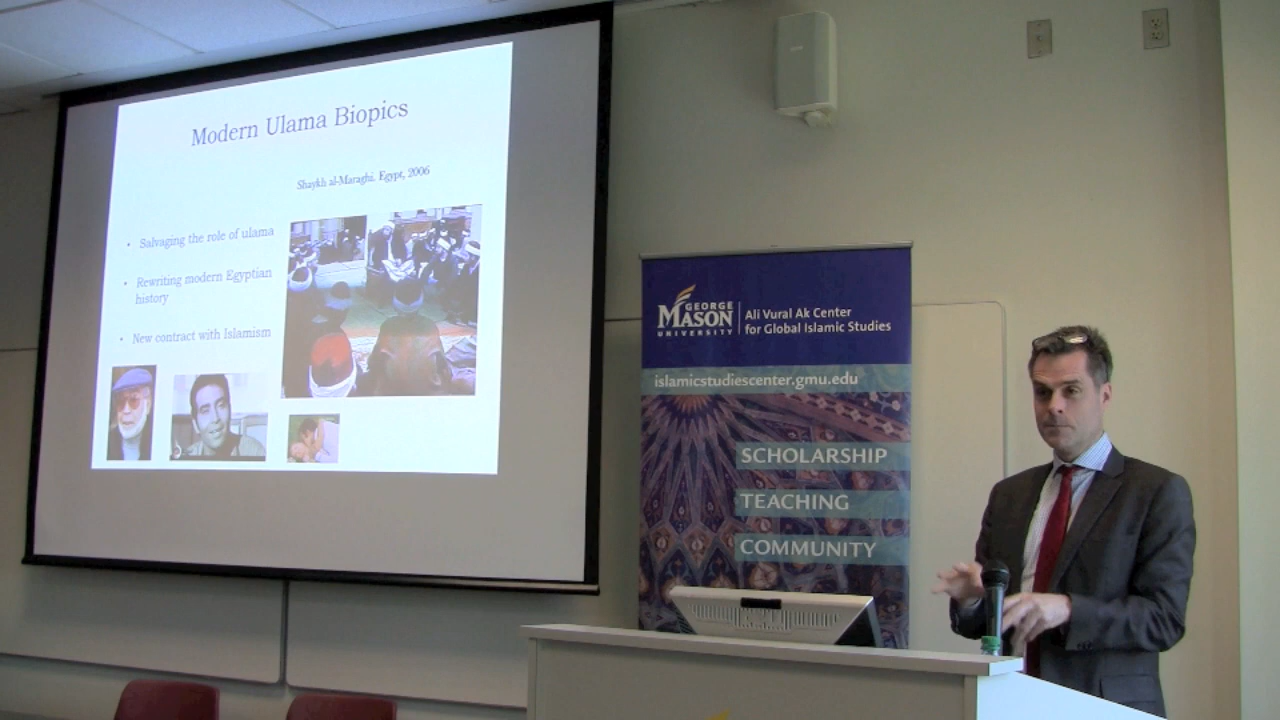 Modern Ulama Biopics
Shaykh al-Maraghi. Egypt, 2006
• Salvaging the role of ulama
• Rewriting modern Egyptian
history
• New contract with Islamism
GEORGE
MASON
UNIVERSITY
Ali Vural Ak Center
for Global Islamic Studies
islamicstudiescenter.gmu.edu
SCHOLARSHIP
TEACHING
COMMUNITY